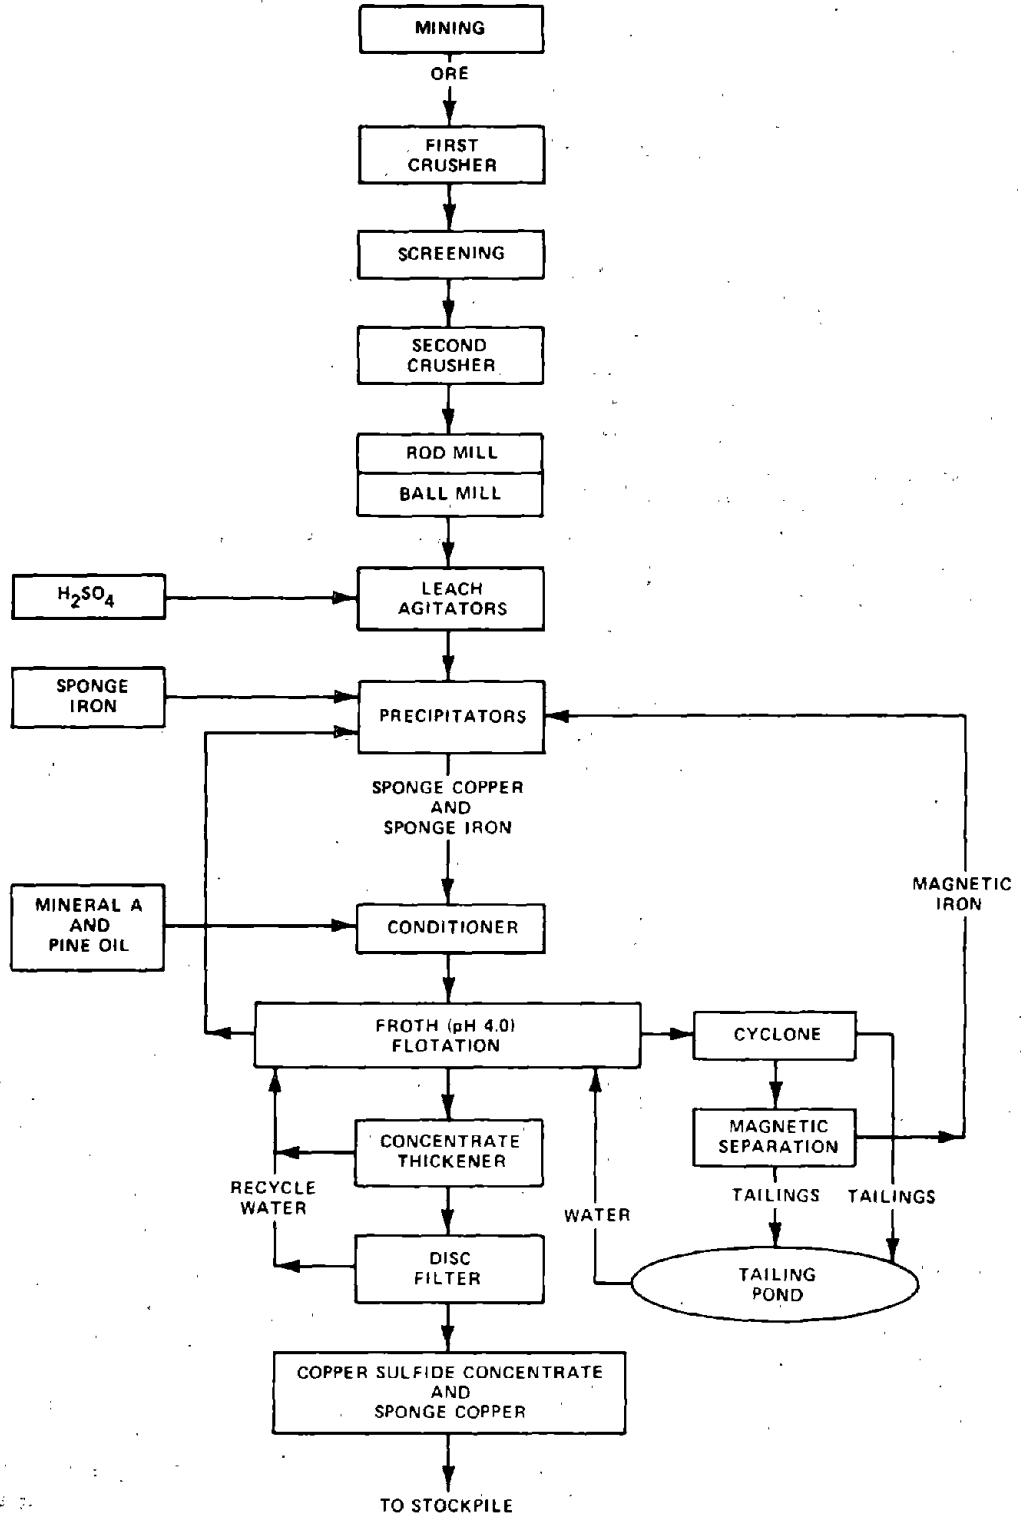 MINING
ORE
FIRST
CRUSHER
SCREENING
SECOND
CRUSHER
ROD MILL
BALL MILL
H2SO4
LEACH
AGITATORS
SPONGE
IRON
PRECIPITATORS
SPONGE COPPER
AND
SPONGE IRON
MAGNETIC
IRON
MINERAL A
AND
PINE OIL
CONDITIONER
FROTH (pH 4.0)
FLOTATION
CYCLONE
CONCENTRATE
THICKENER
MAGNETIC
SEPARATION
RECYCLE
WATER
WATER
TAILINGS
TAILINGS
DISC
FILTER
TAILING
POND
COPPER SULFIDE CONCENTRATE
AND
SPONGE COPPER
TO STOCKPILE